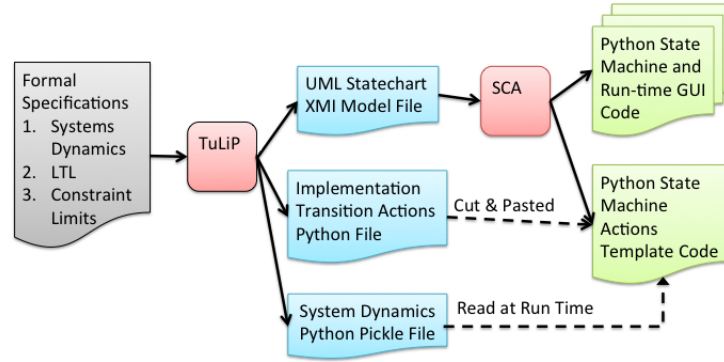 Formal
Specifications
1. Systems
Dynamics
2. LTL
3. Constraint
Limits
TuLiP
UML Statechart
XMI Model File
SCA
Python State
Machine and
Run-time GUI
Code
Implementation
Transition Actions
Python File
Cut & Pasted
Python State
Machine
Actions
Template Code
System Dynamics
Python Pickle File
Read at Run Time